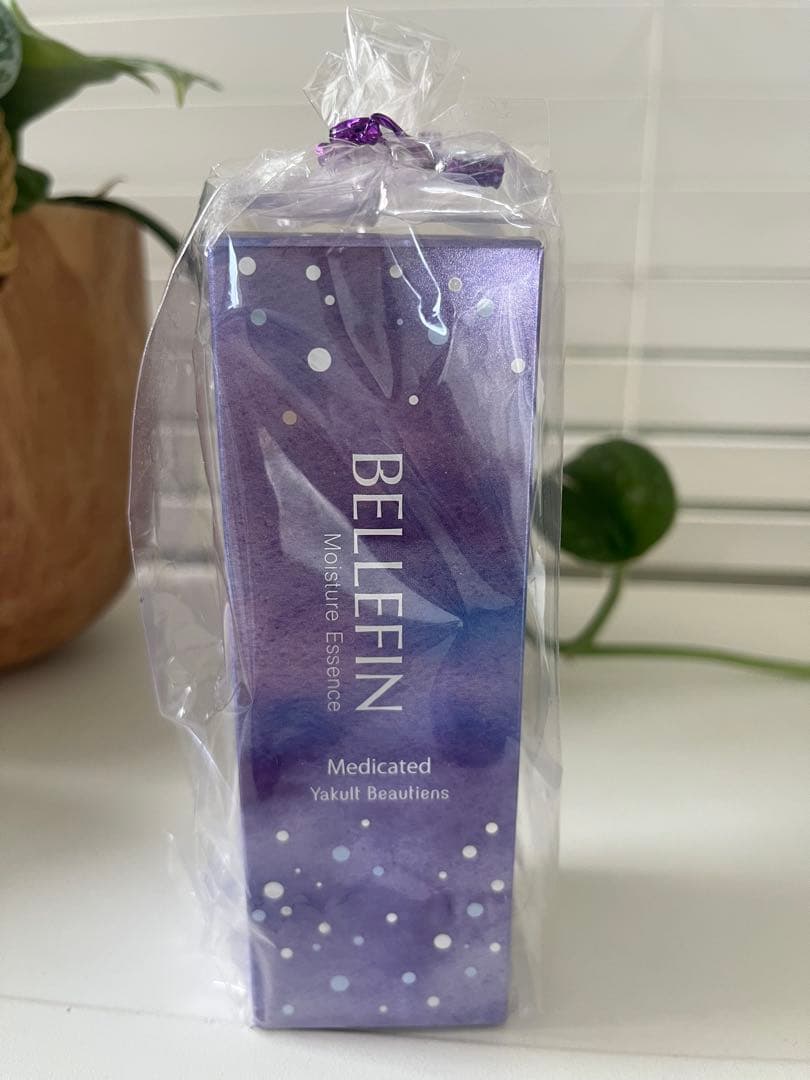 BELLEFIN
Moisture Essence
Medicated
Yakult Beautiens